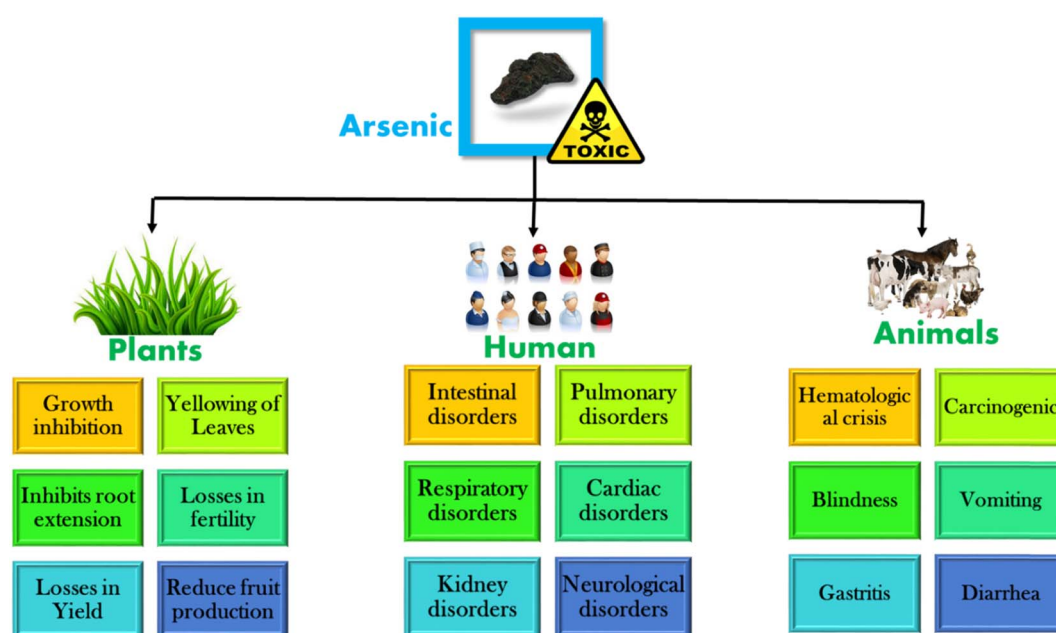 Arsenic
TOXIC
Plants
Human
Animals
Growth
inhibition
Yellowing of
Leaves
Inhibits root
extension
Losses in
fertility
Losses in
Yield
Reduce fruit
production
Intestinal
disorders
Pulmonary
disorders
Respiratory
disorders
Cardiac
disorders
Kidney
disorders
Neurological
disorders
Hematologic
al crisis
Carcinogenic
Blindness
Vomiting
Gastritis
Diarrhea